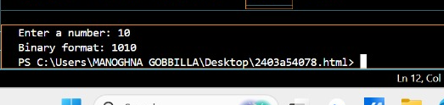 Enter a number: 10
Binary format: 1010
PS C:\Users\MANOGHNA GOBBILLA\Desktop\2403a54078.html>
Ln 12, Col